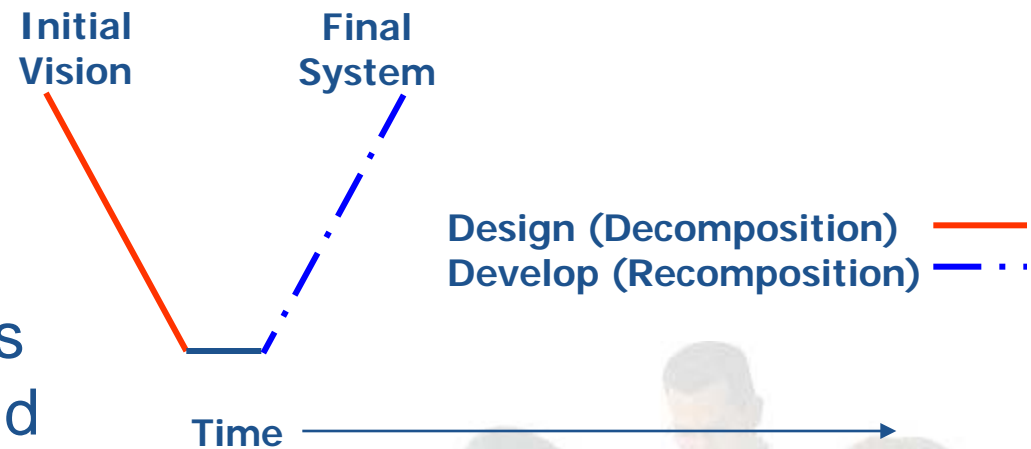 Initial
Vision
Final
System
Design (Decomposition)
Develop (Recomposition)
s
d
Time